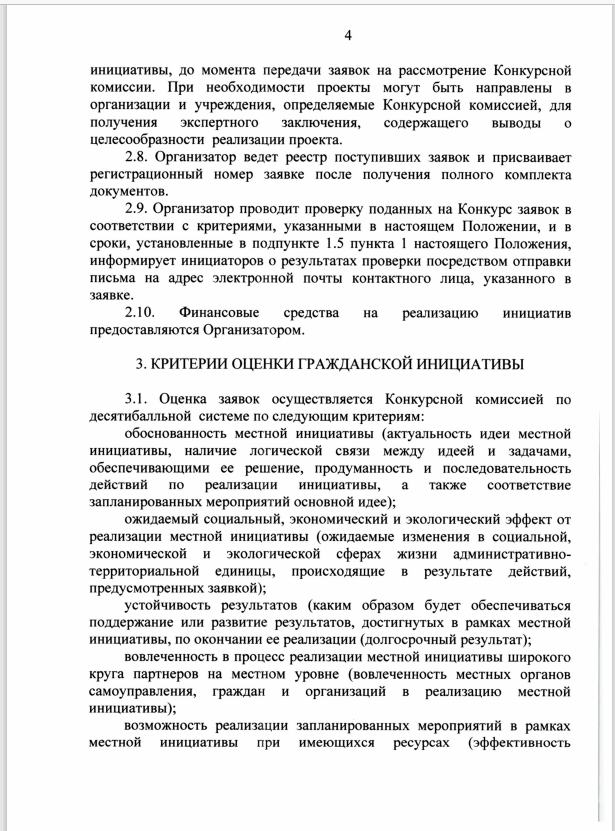 4
инициативы, до момента передачи заявок на рассмотрение Конкурсной
комиссии. При необходимости проекты могут быть направлены в
организации и учреждения, определяемые Конкурсной комиссией, для
получения экспертного заключения, содержащего выводы о
целесообразности реализации проекта.
2.8. Организатор ведет реестр поступивших заявок и присваивает
регистрационный номер заявке после получения полного комплекта
документов.
2.9. Организатор проводит проверку поданных на Конкурс заявок в
соответствии с критериями, указанными в настоящем Положении, и в
сроки, установленные в подпункте 1.5 пункта 1 настоящего Положения,
информирует инициаторов о результатах проверки посредством отправки
письма на адрес электронной почты контактного лица, указанного в
заявке.
2.10. Финансовые средства на реализацию инициатив
предоставляются Организатором.
3. КРИТЕРИИ ОЦЕНКИ ГРАЖДАНСКОЙ ИНИЦИАТИВЫ
3.1. Оценка заявок осуществляется Конкурсной комиссией по
десятибалльной системе по следующим критериям:
обоснованность местной инициативы (актуальность идеи местной
инициативы, наличие логической связи между идеей и задачами,
обеспечивающими ее решение, продуманность и последовательность
действий по реализации инициативы, а также соответствие
запланированных мероприятий основной идее);
ожидаемый социальный, экономический и экологический эффект от
реализации местной инициативы (ожидаемые изменения в социальной,
экономической и экологической сферах жизни административно-
территориальной единицы, происходящие в результате действий,
предусмотренных заявкой);
устойчивость результатов (каким образом будет обеспечиваться
поддержание или развитие результатов, достигнутых в рамках местной
инициативы, по окончании ее реализации (долгосрочный результат);
вовлеченность в процесс реализации местной инициативы широкого
круга партнеров на местном уровне (вовлеченность местных органов
самоуправления, граждан и организаций в реализацию местной
инициативы);
возможность реализации запланированных мероприятий в рамках
местной инициативы при имеющихся ресурсах (эффективность